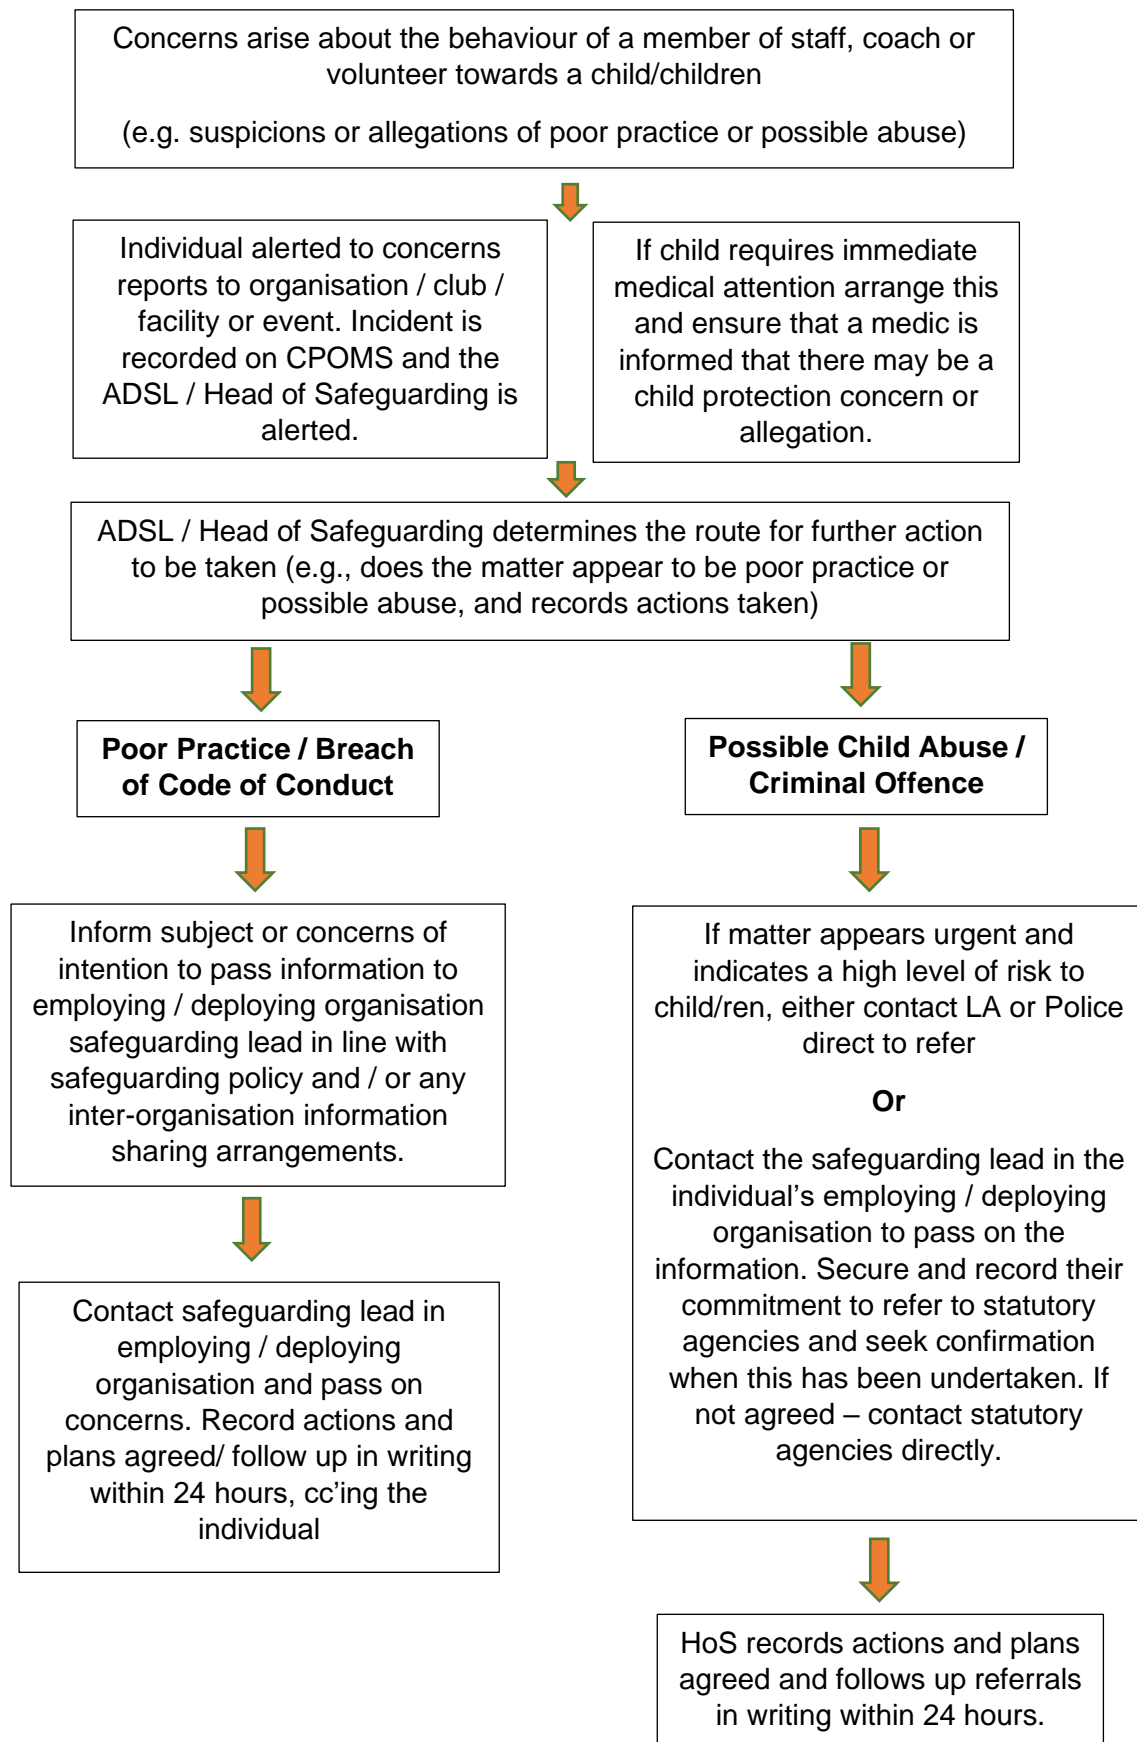 Concerns arise about the behaviour of a member of staff, coach or
volunteer towards a child/children
(e.g. suspicions or allegations of poor practice or possible abuse)
Individual alerted to concerns
reports to organisation / club /
facility or event. Incident is
recorded on CPOMS and the
ADSL / Head of Safeguarding is
alerted.
If child requires immediate
medical attention arrange this
and ensure that a medic is
informed that there may be a
child protection concern or
allegation.
ADSL / Head of Safeguarding determines the route for further action
to be taken (e.g., does the matter appear to be poor practice or
possible abuse, and records actions taken)
Poor Practice / Breach
of Code of Conduct
Possible Child Abuse /
Criminal Offence
Inform subject or concerns of
intention to pass information to
employing / deploying organisation
safeguarding lead in line with
safeguarding policy and / or any
inter-organisation information
sharing arrangements.
If matter appears urgent and
indicates a high level of risk to
child/ren, either contact LA or Police
direct to refer
Or
Contact the safeguarding lead in the
individual’s employing / deploying
organisation to pass on the
information. Secure and record their
commitment to refer to statutory
agencies and seek confirmation
when this has been undertaken. If
not agreed – contact statutory
agencies directly.
Contact safeguarding lead in
employing / deploying
organisation and pass on
concerns. Record actions and
plans agreed/ follow up in writing
within 24 hours, cc’ing the
individual
HoS records actions and plans
agreed and follows up referrals
in writing within 24 hours.